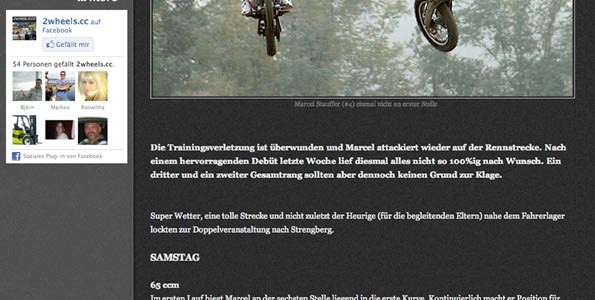 2wheels.cc auf
Facebook
Gefällt mir
54 Personen gefällt 2wheels.cc.
Björn
Markus
Roswitha
Soziales Plug-in von Facebook
Marcel Stauffer (#4) einmal nicht an erster Stelle
Die Trainingsverletzung ist überwunden und Marcel attackiert wieder auf der Rennstrecke. Nach
einem hervorragenden Debüt letzte Woche lief diesmal alles nicht so 100%ig nach Wunsch. Ein
dritter und ein zweiter Gesamtrang sollten aber dennoch keinen Grund zur Klage.
Super Wetter, eine tolle Strecke und nicht zuletzt der Heurige (für die begleitenden Eltern) nahe dem Fahrerlager
lockten zur Doppelveranstaltung nach Strengberg.
SAMSTAG
65 ccm
Im ersten Lauf biegt Marcel an der sechsten Stelle liegend in die erste Kurve. Kontinuierlich macht er Position für